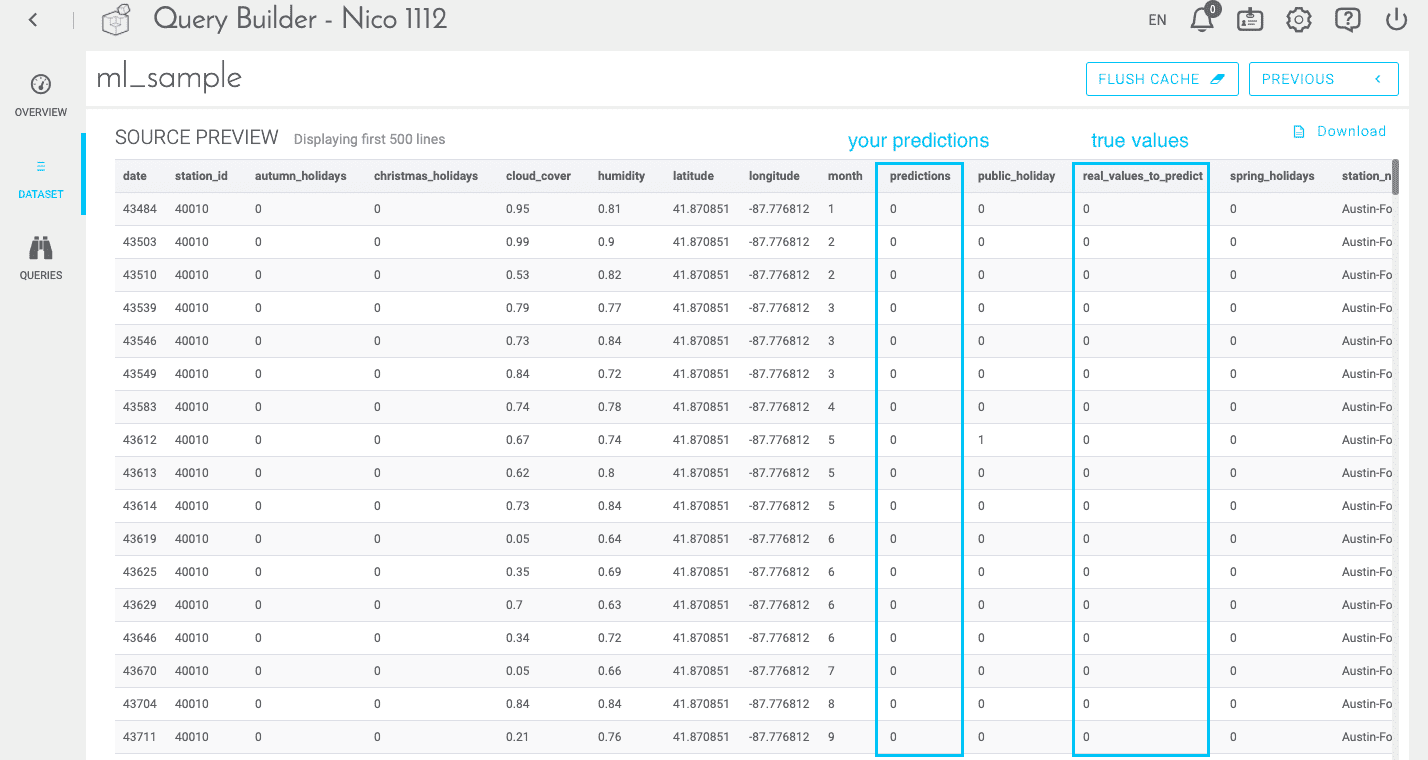 Query Builder - Nico 1112
EN
0
ml_sample
FLUSH CACHE
PREVIOUS
OVERVIEW
DATASET
QUERIES
SOURCE PREVIEW Displaying first 500 lines
your predictions
true values
Download
date station_id autumn_holidays christmas_holidays cloud_cover humidity latitude longitude month predictions public_holiday real_values_to_predict spring_holidays station_n
43484 40010 0 0 0.95 0.81 41.870851 -87.776812 1 0 0 0 0 Austin-Fo
43503 40010 0 0 0.99 0.9 41.870851 -87.776812 2 0 0 0 0 Austin-Fo
43510 40010 0 0 0.53 0.82 41.870851 -87.776812 2 0 0 0 0 Austin-Fo
43539 40010 0 0 0.79 0.77 41.870851 -87.776812 3 0 0 0 0 Austin-Fo
43546 40010 0 0 0.73 0.84 41.870851 -87.776812 3 0 0 0 0 Austin-Fo
43549 40010 0 0 0.84 0.72 41.870851 -87.776812 3 0 0 0 0 Austin-Fo
43583 40010 0 0 0.74 0.78 41.870851 -87.776812 4 0 0 0 0 Austin-Fo
43612 40010 0 0 0.67 0.74 41.870851 -87.776812 5 0 1 0 0 Austin-Fo
43613 40010 0 0 0.62 0.8 41.870851 -87.776812 5 0 0 0 0 Austin-Fo
43614 40010 0 0 0.73 0.84 41.870851 -87.776812 5 0 0 0 0 Austin-Fo
43619 40010 0 0 0.05 0.64 41.870851 -87.776812 6 0 0 0 0 Austin-Fo
43625 40010 0 0 0.35 0.69 41.870851 -87.776812 6 0 0 0 0 Austin-Fo
43629 40010 0 0 0.7 0.63 41.870851 -87.776812 6 0 0 0 0 Austin-Fo
43646 40010 0 0 0.34 0.72 41.870851 -87.776812 6 0 0 0 0 Austin-Fo
43670 40010 0 0 0.05 0.66 41.870851 -87.776812 7 0 0 0 0 Austin-Fo
43704 40010 0 0 0.84 0.84 41.870851 -87.776812 8 0 0 0 0 Austin-Fo
43711 40010 0 0 0.21 0.76 41.870851 -87.776812 9 0 0 0 0 Austin-Fo